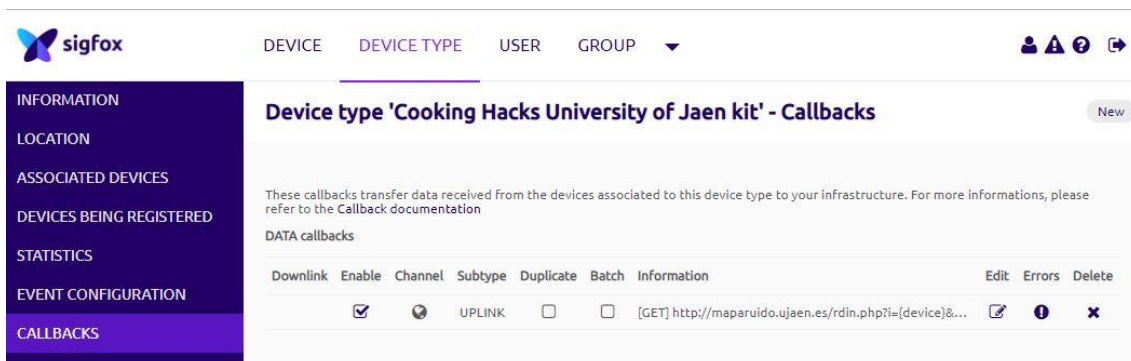 sigfox
DEVICE DEVICE TYPE USER GROUP
INFORMATION
LOCATION
ASSOCIATED DEVICES
DEVICES BEING REGISTERED
STATISTICS
EVENT CONFIGURATION
CALLBACKS
Device type 'Cooking Hacks University of Jaen kit' - Callbacks New
These callbacks transfer data received from the devices associated to this device type to your infrastructure. For more informations, please
refer to the Callback documentation
DATA callbacks
Downlink Enable Channel Subtype Duplicate Batch Information Edit Errors Delete
UPLINK [GET] http://maparuido.ujaen.es/rdin.php?i={device}&...